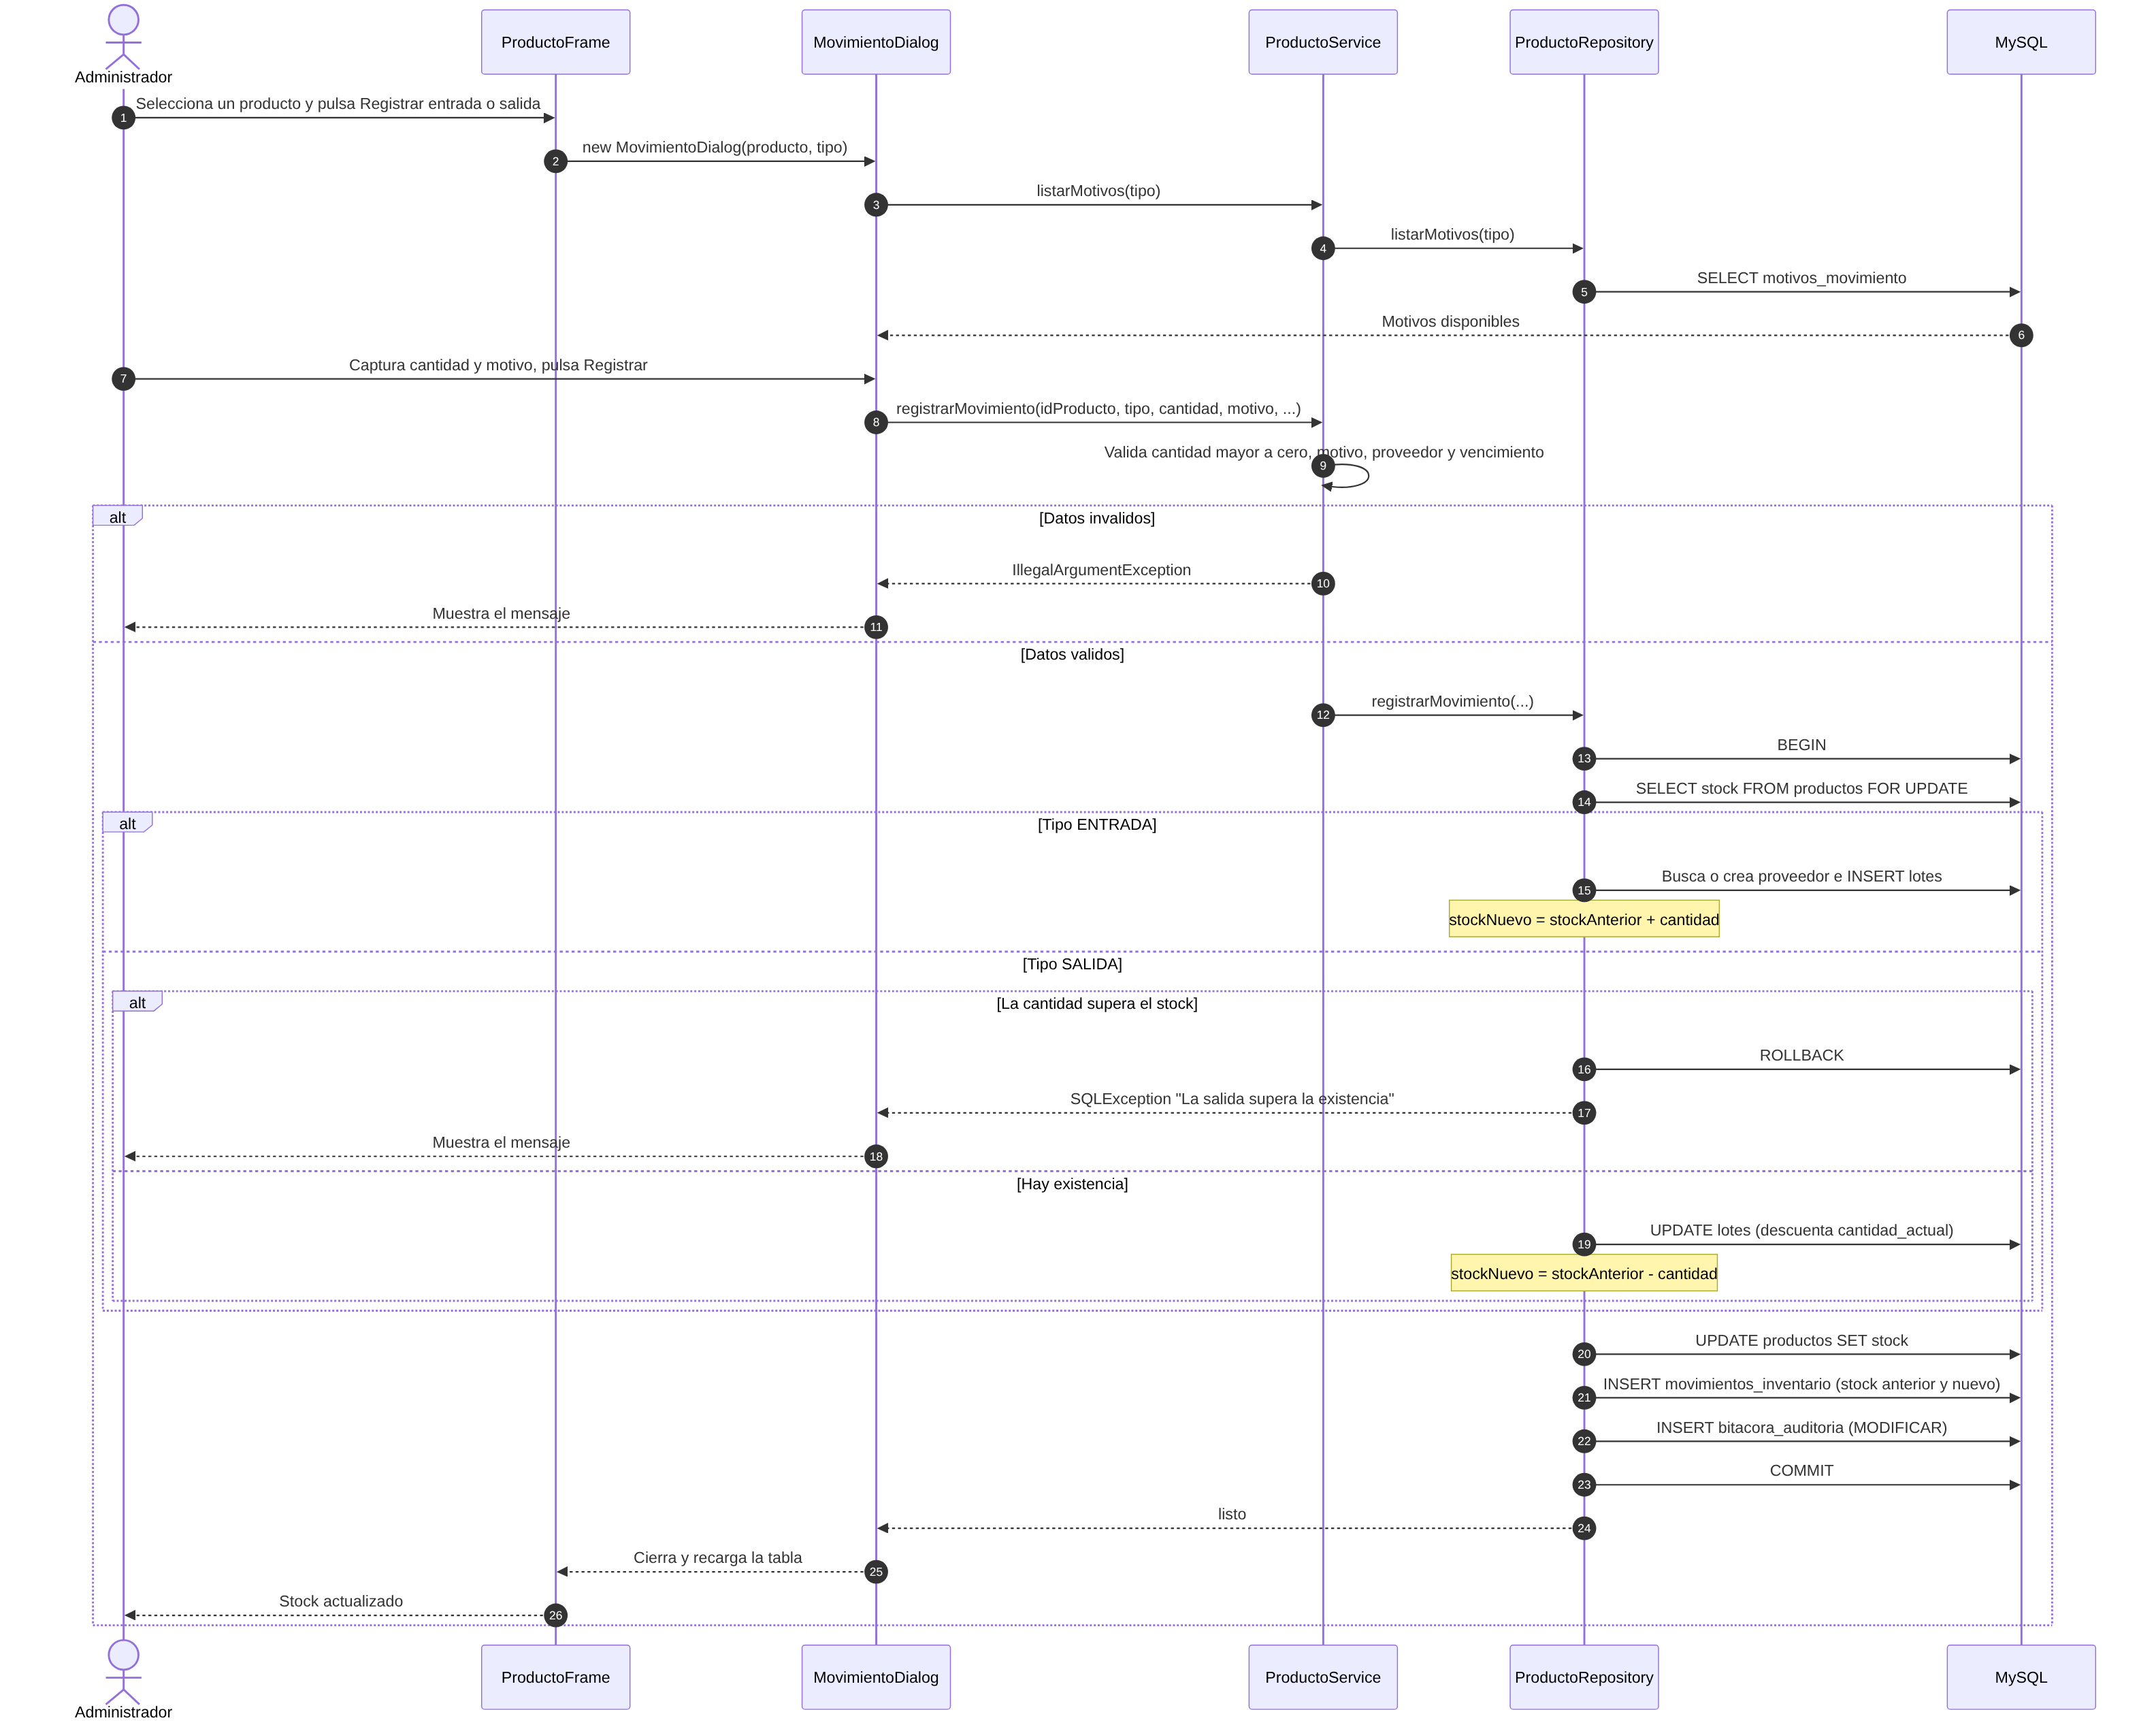 Administrador
ProductoFrame
MovimientoDialog
ProductoService
ProductoRepository
MySQL
1 Selecciona un producto y pulsa Registrar entrada o salida
2 new MovimientoDialog(producto, tipo)
3 listarMotivos(tipo)
4 listarMotivos(tipo)
5 SELECT motivos_movimiento
Motivos disponibles 6
7 Captura cantidad y motivo, pulsa Registrar
8 registrarMovimiento(idProducto, tipo, cantidad, motivo, ...)
Valida cantidad mayor a cero, motivo, proveedor y vencimiento
9
alt [Datos invalidos]
IllegalArgumentException 10
Muestra el mensaje 11
[Datos validos]
12 registrarMovimiento(...)
13 BEGIN
14 SELECT stock FROM productos FOR UPDATE
alt [Tipo ENTRADA]
15 Busca o crea proveedor e INSERT lotes
stockNuevo = stockAnterior + cantidad
[Tipo SALIDA]
alt [La cantidad supera el stock]
16 ROLLBACK
SQLException "La salida supera la existencia" 17
Muestra el mensaje 18
[Hay existencia]
19 UPDATE lotes (descuenta cantidad_actual)
stockNuevo = stockAnterior - cantidad
20 UPDATE productos SET stock
21 INSERT movimientos_inventario (stock anterior y nuevo)
22 INSERT bitacora_auditoria (MODIFICAR)
23 COMMIT
listo 24
Cierra y recarga la tabla 25
Stock actualizado 26
Administrador
ProductoFrame
MovimientoDialog
ProductoService
ProductoRepository
MySQL